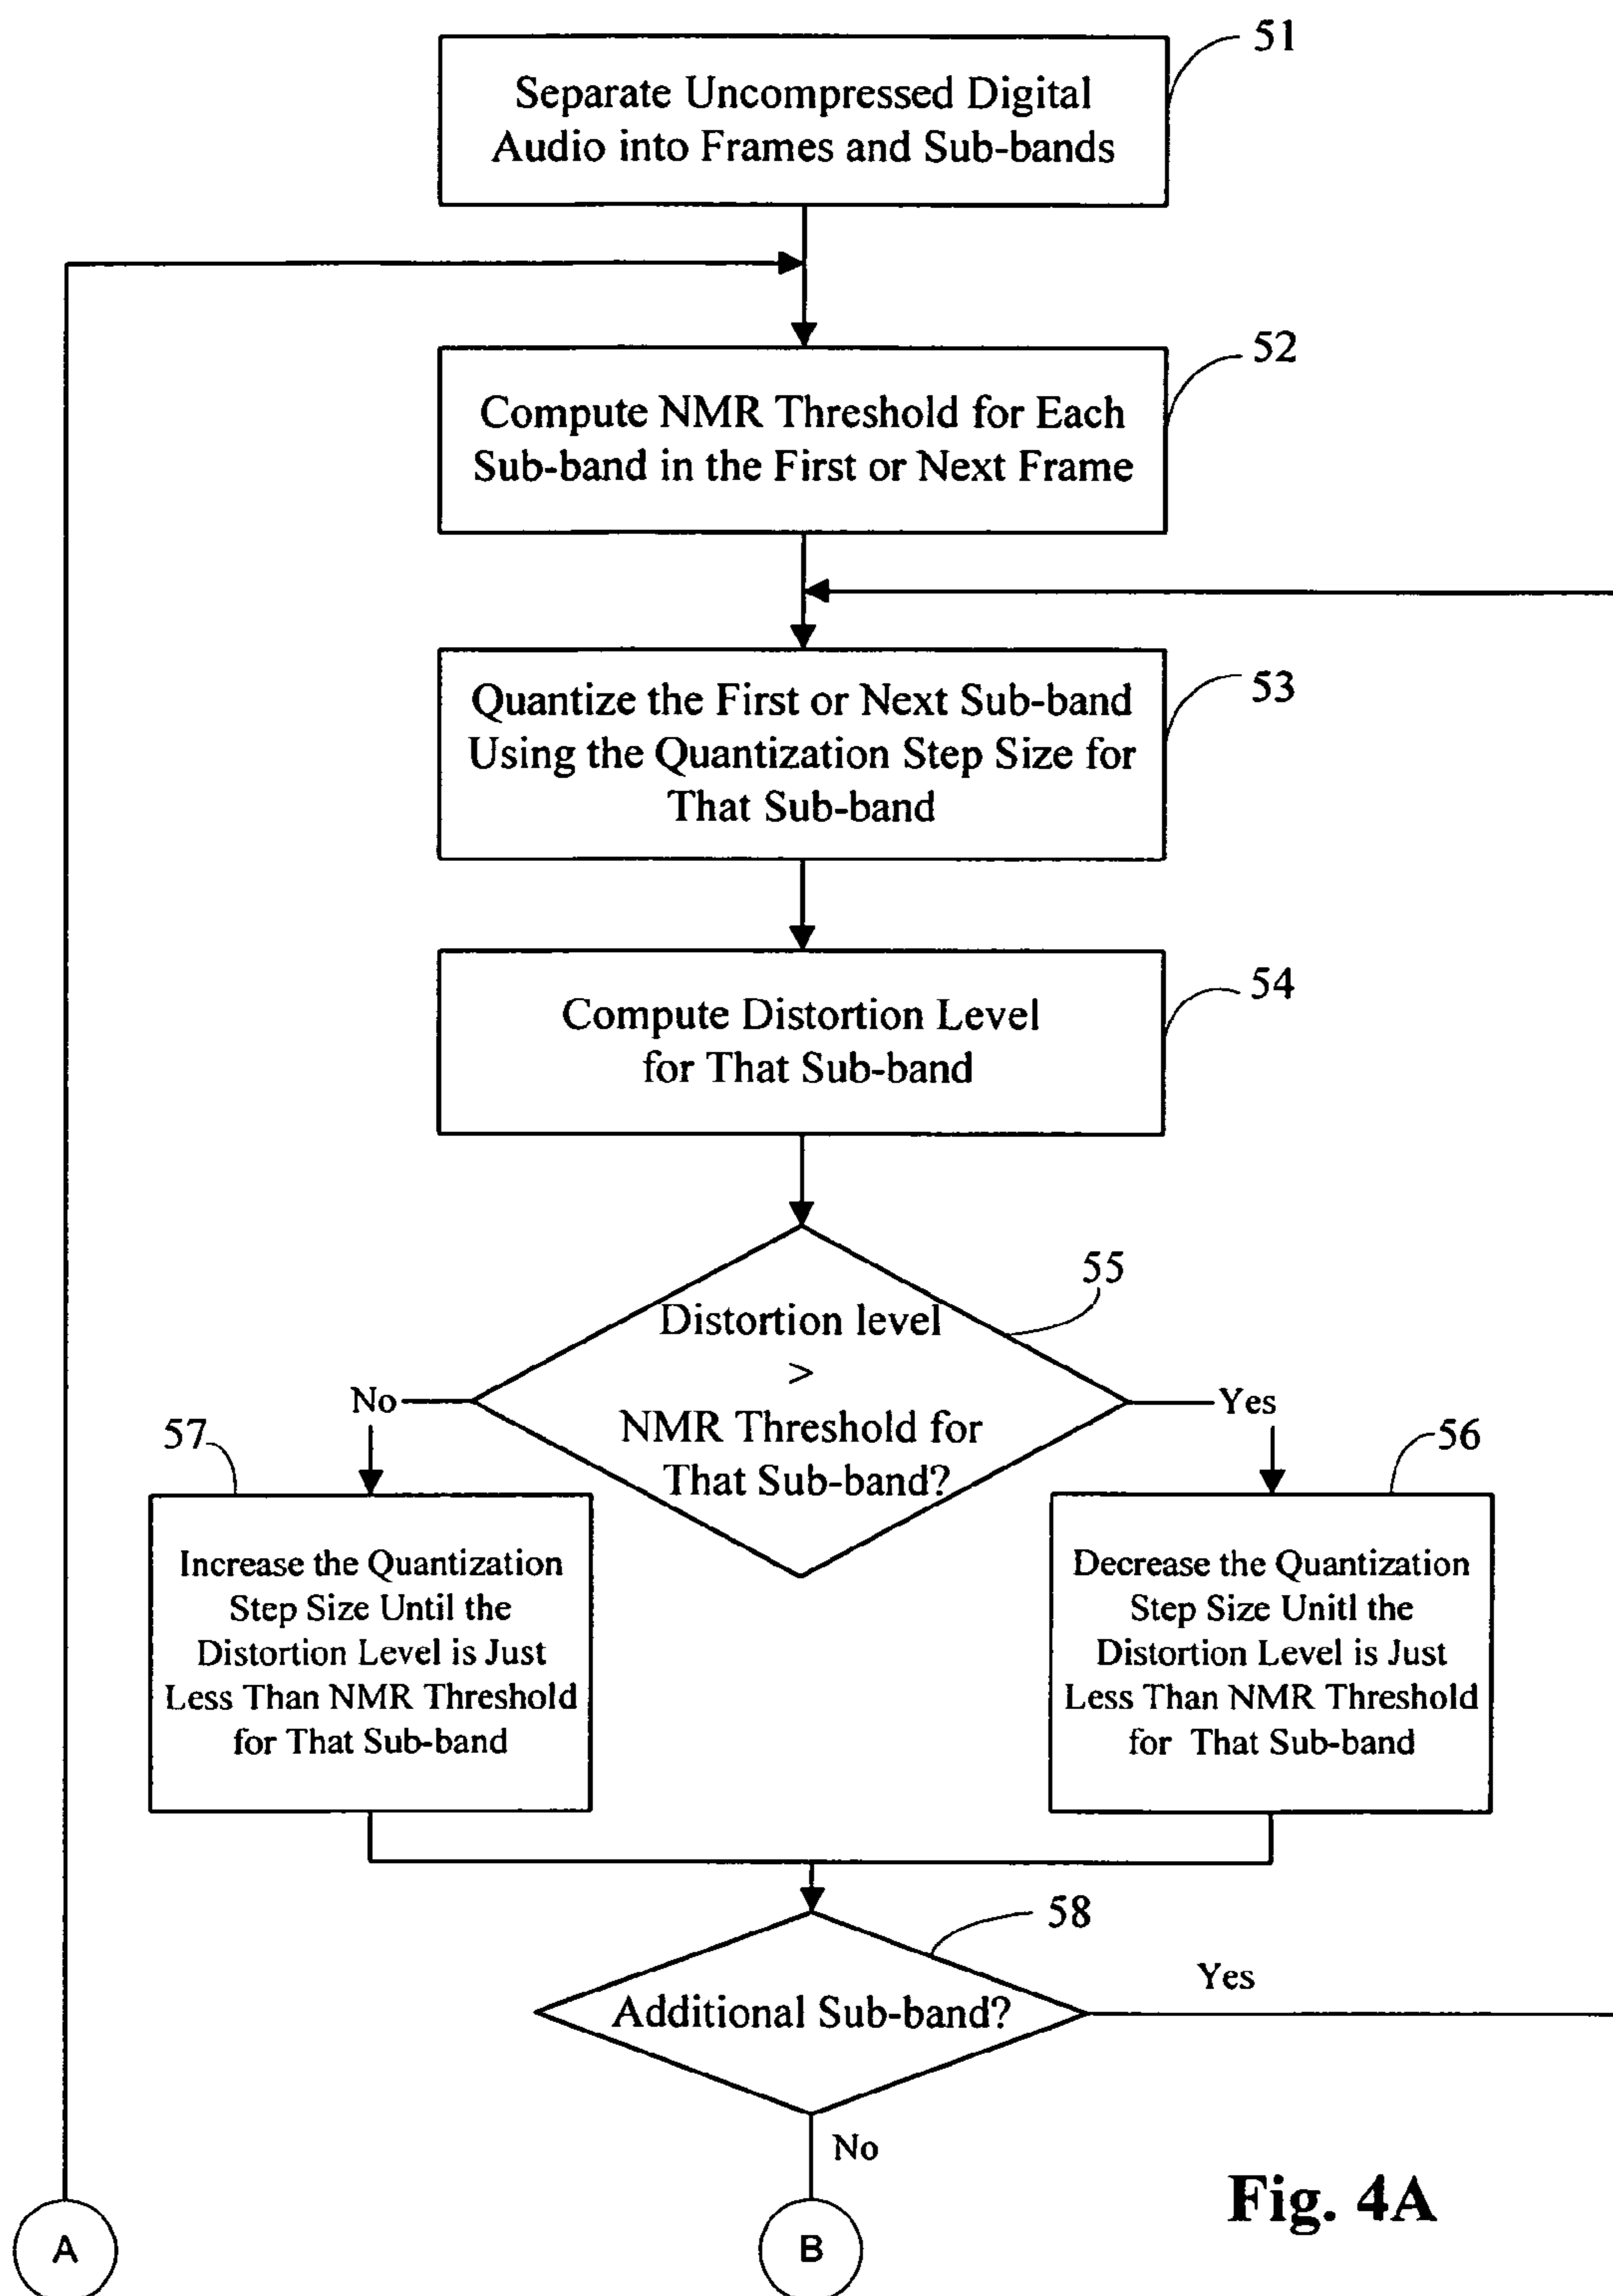 51
Separate Uncompressed Digital
Audio into Frames and Sub-bands
52
Compute NMR Threshold for Each
Sub-band in the First or Next Frame
53
Quantize the First or Next Sub-band
Using the Quantization Step Size for
That Sub-band
54
Compute Distortion Level
for That Sub-band
55
Distortion level
>
NMR Threshold for
That Sub-band?
No
Yes
57
Increase the Quantization
Step Size Until the
Distortion Level is Just
Less Than NMR Threshold
for That Sub-band
56
Decrease the Quantization
Step Size Unitl the
Distortion Level is Just
Less Than NMR Threshold
for That Sub-band
58
Additional Sub-band?
Yes
No
A
B
Fig. 4A